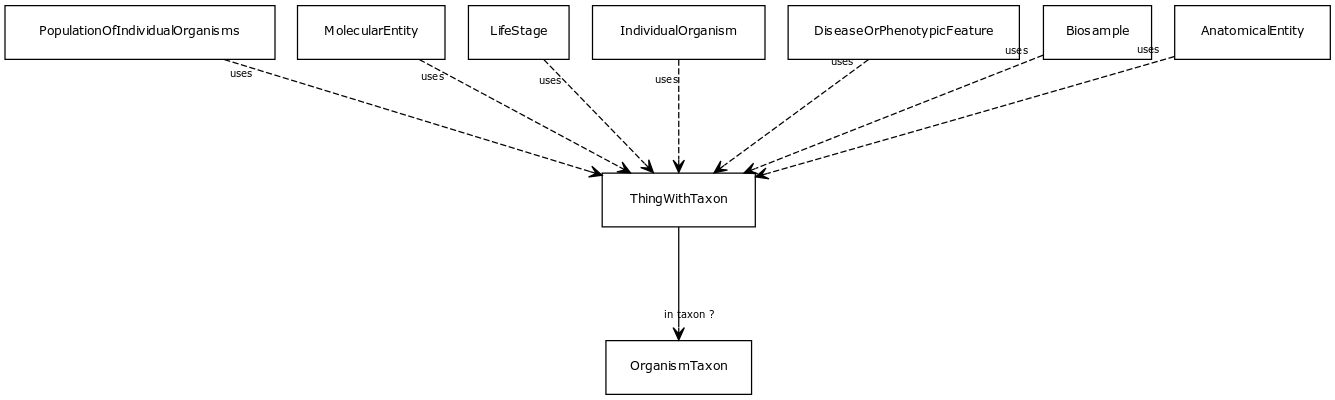 PopulationOfIndividualOrganisms
MolecularEntity
LifeStage
IndividualOrganism
DiseaseOrPhenotypicFeature
Biosample
AnatomicalEntity
uses
uses
uses
uses
uses
uses
uses
ThingWithTaxon
in taxon ?
OrganismTaxon